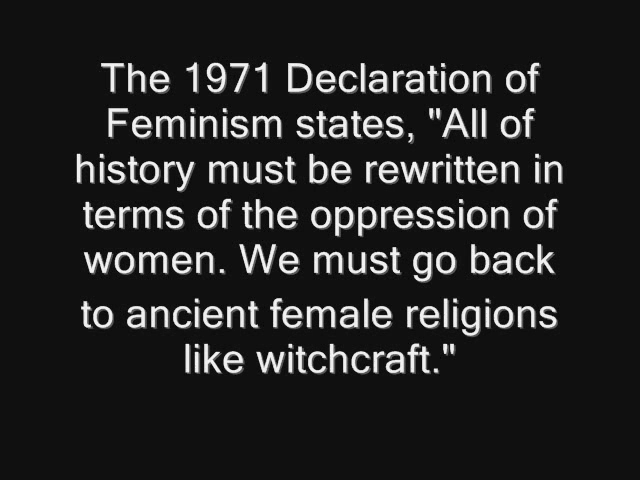 The 1971 Declaration of
Feminism states, "All of
history must be rewritten in
terms of the oppression of
women. We must go back
to ancient female religions
like witchcraft."